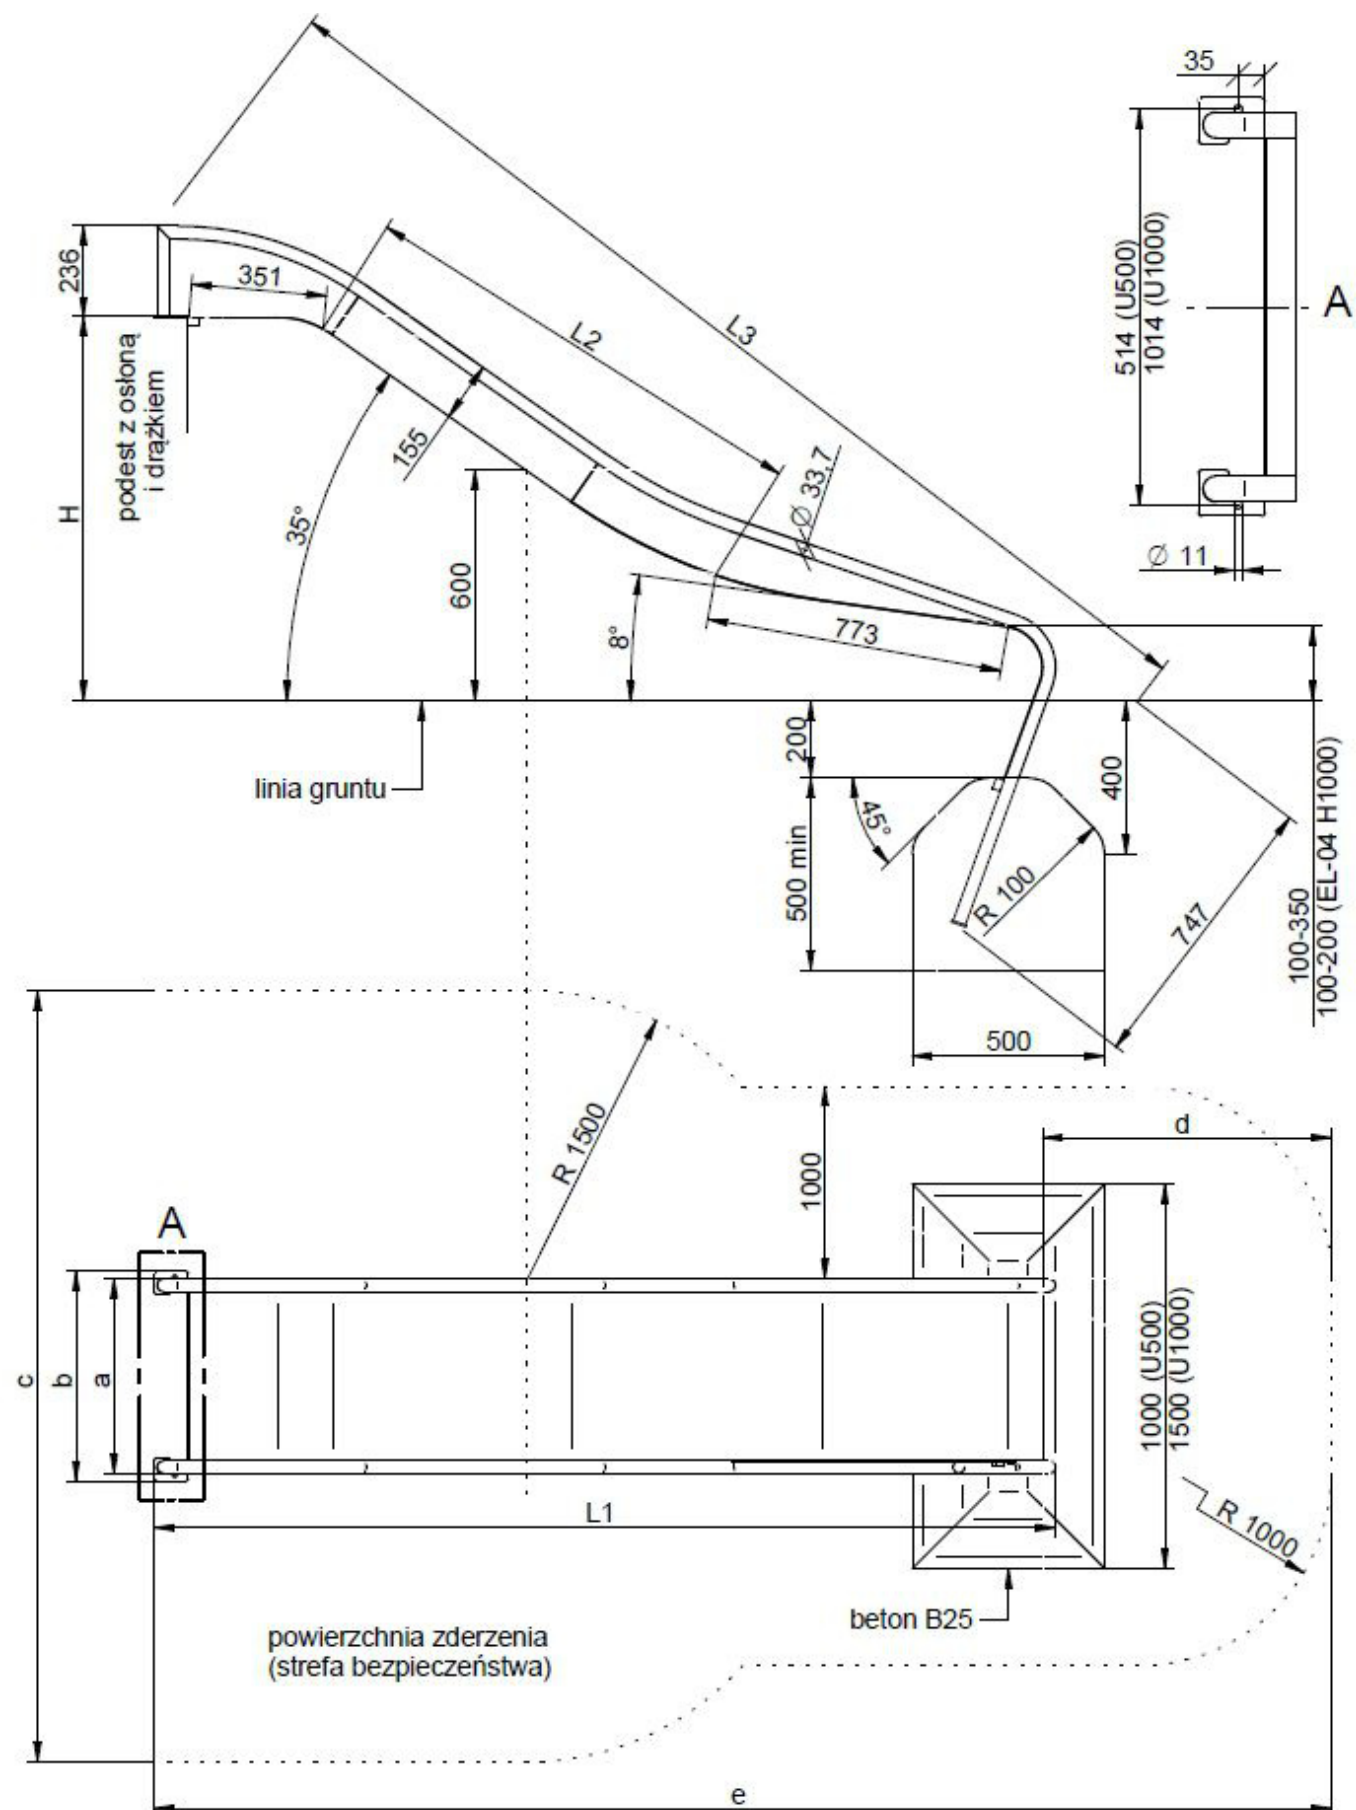 35
514 (U500)
1014 (U1000)
A
Ø 11
236
351
L2
L3
podest z osłoną
i drążkiem
155
Ø 33,7
H
35°
600
8°
773
linia gruntu
200
400
45°
500 min
R 100
747
100-350
100-200 (EL-04 H1000)
500
R 1500
1000
d
A
c
b
a
1000 (U500)
1500 (U1000)
L1
R 1000
beton B25
powierzchnia zderzenia
(strefa bezpieczeństwa)
e